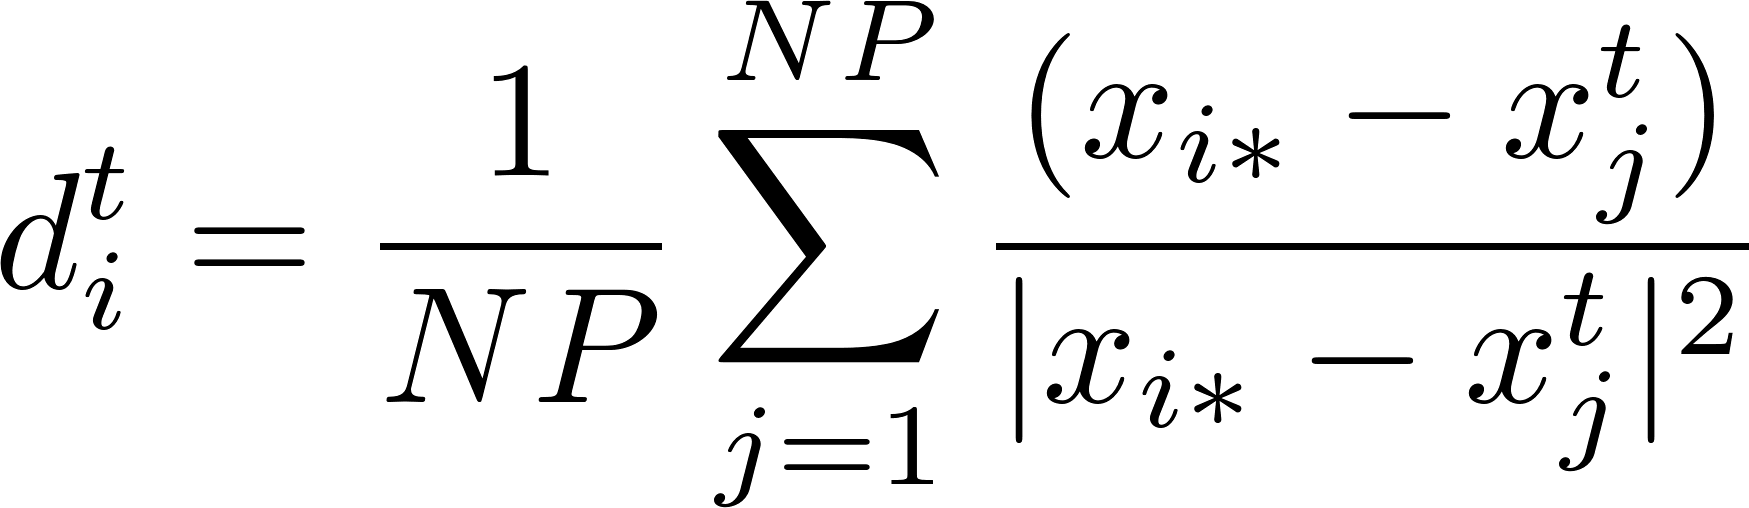 d_i^t = \frac{1}{NP} \sum_{j=1}^{NP} \frac{(x_{i*} - x_j^t)}{|x_{i*} - x_j^t|^2}